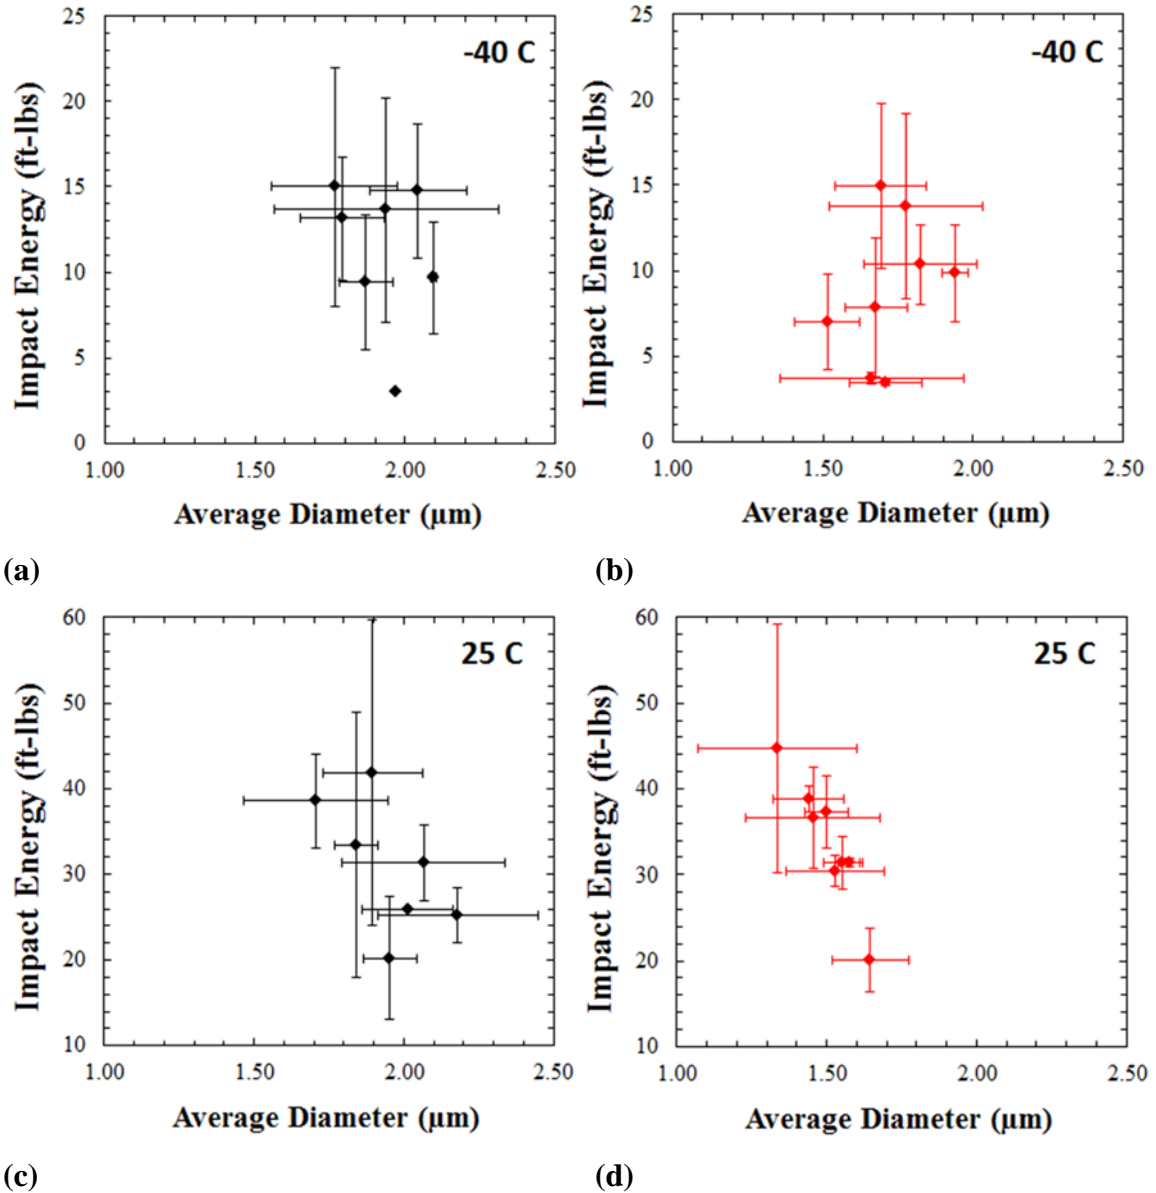 25
20
15
10
5
0
Impact Energy (ft-lbs)
-40 C
1.00 1.50 2.00 2.50
Average Diameter (μm)
(a)
25
20
15
10
5
0
Impact Energy (ft-lbs)
-40 C
1.00 1.50 2.00 2.50
Average Diameter (μm)
(b)
60
50
40
30
20
10
Impact Energy (ft-lbs)
25 C
1.00 1.50 2.00 2.50
Average Diameter (μm)
(c)
60
50
40
30
20
10
Impact Energy (ft-lbs)
25 C
1.00 1.50 2.00 2.50
Average Diameter (μm)
(d)